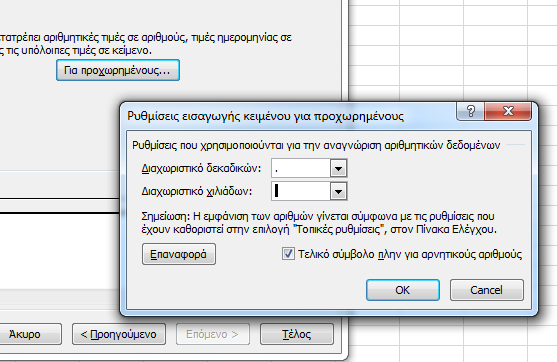 ετατρέπει αριθμητικές τιμές σε αριθμούς, τιμές ημερομηνίας σε
ς τις υπόλοιπες τιμές σε κείμενο.
Για προχωρημένους...
Ρυθμίσεις εισαγωγής κειμένου για προχωρημένους
Ρυθμίσεις που χρησιμοποιούνται για την αναγνώριση αριθμητικών δεδομένων
Διαχωριστικό δεκαδικών: .
Διαχωριστικό χιλιάδων:
Σημείωση: Η εμφάνιση των αριθμών γίνεται σύμφωνα με τις ρυθμίσεις που
έχουν καθοριστεί στην επιλογή "Τοπικές ρυθμίσεις", στον Πίνακα Ελέγχου.
Επαναφορά
Τελικό σύμβολο πλην για αρνητικούς αριθμούς
OK Cancel
Άκυρο < Προηγούμενο Επόμενο > Τέλος